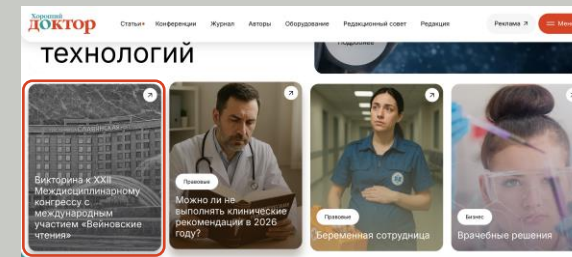 Хороший
ДОКТОР
Статьи Конференции Журнал Авторы Оборудование Редакционный совет Редакция Реклама
технологий
СЛАВЯНСКИЙ
Викторина к XXII
Междисциплинарному
конгрессу с
международным
участием «Вейновские
чтения»
Правовые
Можно ли не
выполнять клинические
рекомендации в 2026
году?
Правовые
Беременная сотрудница
Бизнес
Врачебные решения